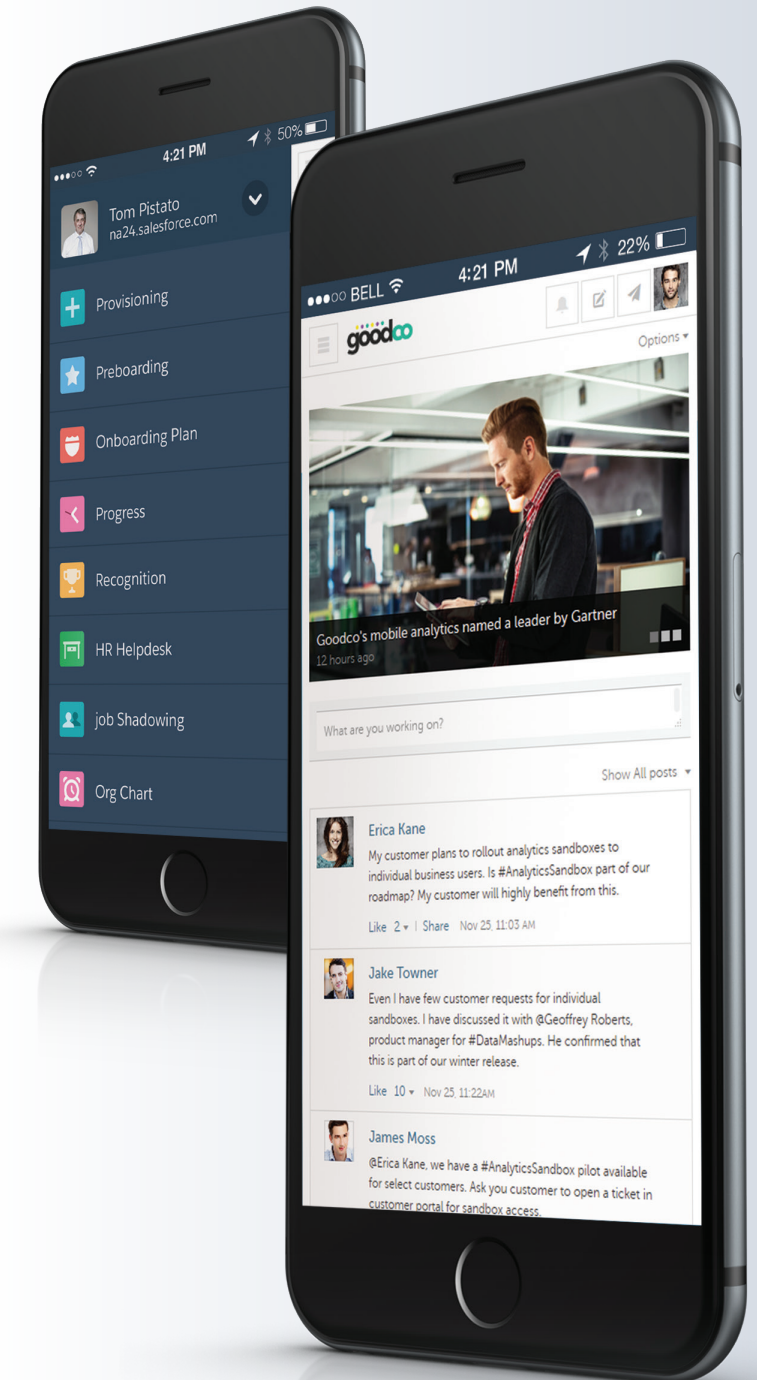 4:21 PM
50%
Tom Pistato
na24.salesforce.com
Provisioning
Preboarding
Onboarding Plan
Progress
Recognition
HR Helpdesk
job Shadowing
Org Chart
BELL
4:21 PM
22%
goodco
Options
Goodco's mobile analytics named a leader by Gartner
12 hours ago
What are you working on?
Show All posts
Erica Kane
My customer plans to rollout analytics sandboxes to
individual business users. Is #AnalyticsSandbox part of our
roadmap? My customer will highly benefit from this.
Like 2 | Share Nov 25, 11:03 AM
Jake Towner
Even I have few customer requests for individual
sandboxes. I have discussed it with @Geoffrey Roberts,
product manager for #DataMashups. He confirmed that
this is part of our winter release.
Like 10 Nov 25, 11:22AM
James Moss
@Erica Kane, we have a #AnalyticsSandbox pilot available
for select customers. Ask you customer to open a ticket in
customer portal for sandbox access.